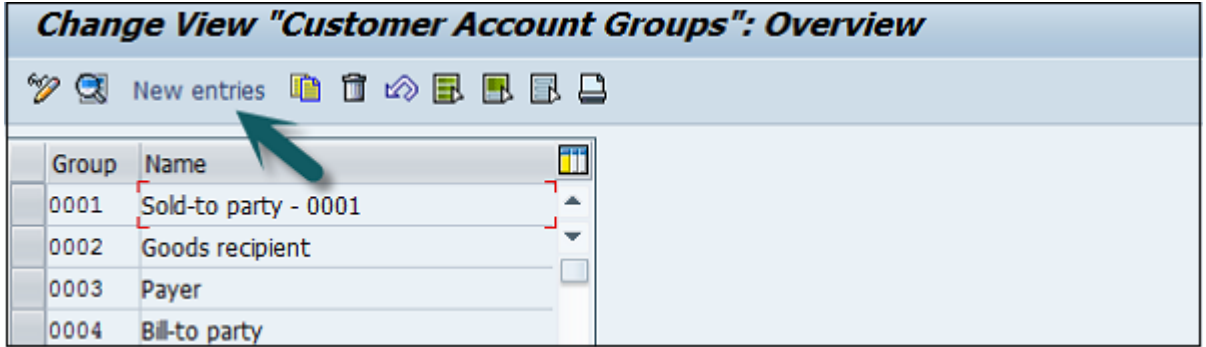 Change View "Customer Account Groups": Overview
New entries
Group Name
0001 Sold-to party - 0001
0002 Goods recipient
0003 Payer
0004 Bill-to party